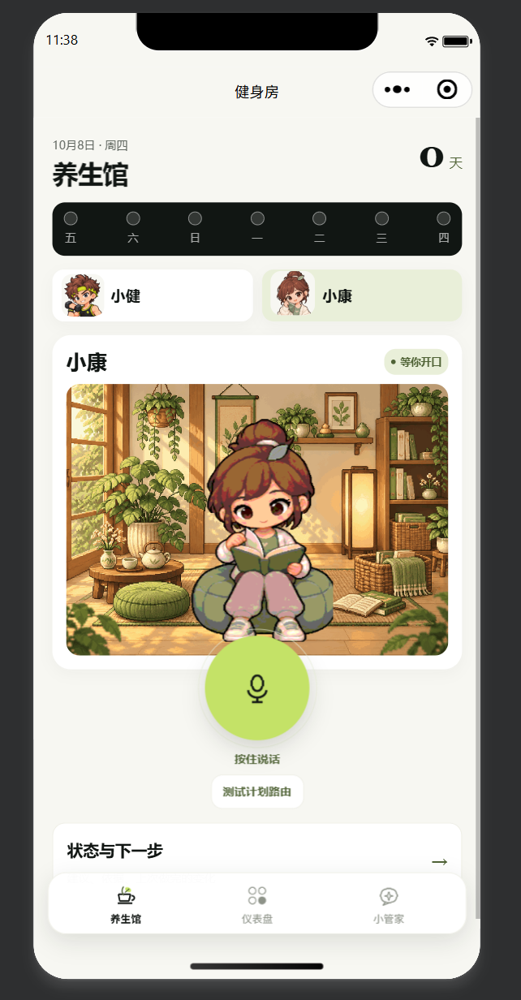 11:38
健身房
10月8日 · 周四
养生馆
0 天
五 六 日 一 二 三 四
小健
小康
小康
等你开口
按住说话
测试计划路由
状态与下一步
→
养生馆 仪表盘 小管家